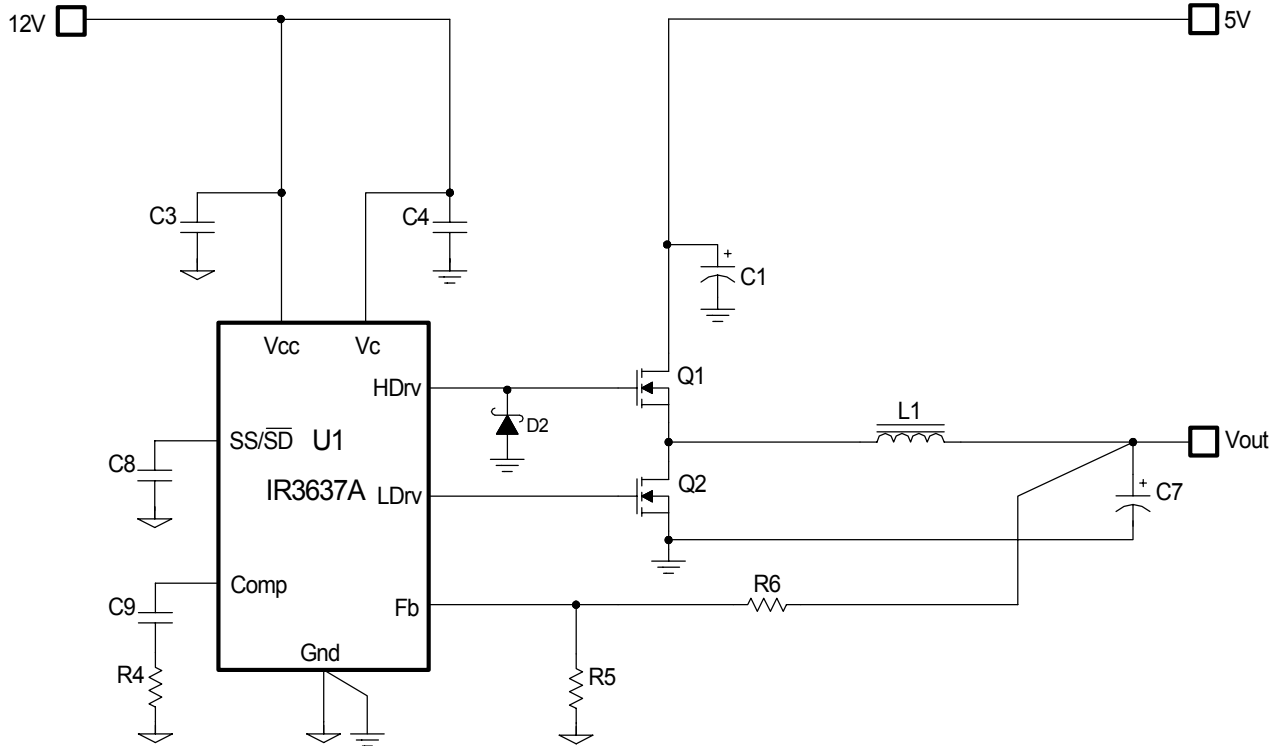 12V
5V
C3
C4
+
C1
Vcc
Vc
HDrv
Q1
D2
L1
SS/SD
U1
Vout
C8
IR3637A
LDrv
Q2
+
C7
Comp
R6
C9
Fb
Gnd
R4
R5